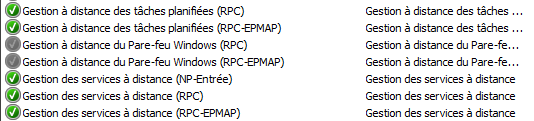 Gestion à distance des tâches planifiées (RPC) Gestion à distance des tâches ...
Gestion à distance des tâches planifiées (RPC-EPMAP) Gestion à distance des tâches ...
Gestion à distance du Pare-feu Windows (RPC) Gestion à distance du Pare-fe...
Gestion à distance du Pare-feu Windows (RPC-EPMAP) Gestion à distance du Pare-fe...
Gestion des services à distance (NP-Entrée) Gestion des services à distance
Gestion des services à distance (RPC) Gestion des services à distance
Gestion des services à distance (RPC-EPMAP) Gestion des services à distance